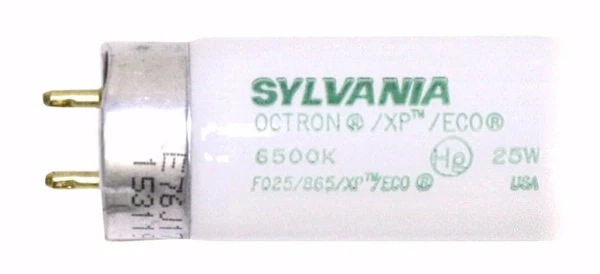 SYLVANIA
OCTRON®/XP™/ECO®
6500K Hg 25W
FO25/865/XP™/ECO® USA